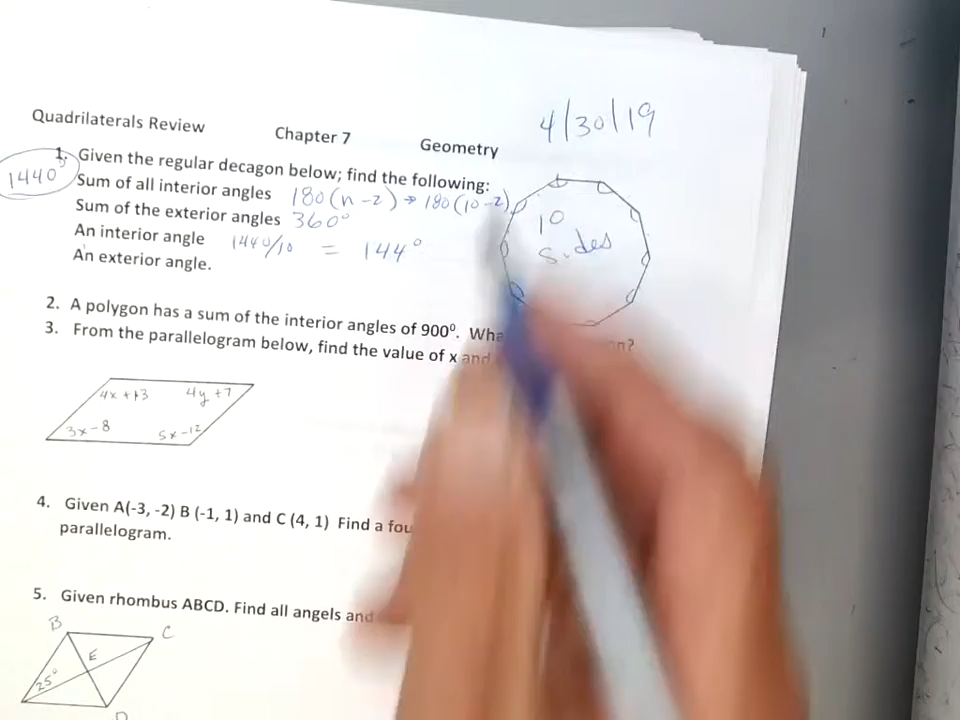 4/30/19
Quadrilaterals Review Chapter 7 Geometry
1. Given the regular decagon below; find the following:
1440°
Sum of all interior angles 180(n-2) → 180(10-2)
Sum of the exterior angles 360°
An interior angle 1440/10 = 144°
An exterior angle.
10
sides
2. A polygon has a sum of the interior angles of 900⁰. Wha
3. From the parallelogram below, find the value of x and
4x+13 4y+7
3x-8 5x-12
4. Given A(-3, -2) B (-1, 1) and C (4, 1) Find a fou
parallelogram.
5. Given rhombus ABCD. Find all angels and
B C
E
25°
D